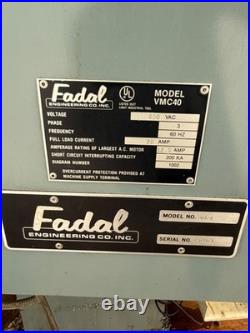 Fadal
ENGINEERING CO. INC.
UL
LISTED
MODEL
VMC40
VOLTAGE VAC
PHASE 3
FREQUENCY 60 HZ
FULL LOAD CURRENT AMP
AMPERAGE RATING OF LARGEST A.C. MOTOR AMP
SHORT CIRCUIT INTERRUPTING CAPACITY 200 KA
DIAGRAM NUMBER 1002
OVERCURRENT PROTECTION PROVIDED AT
MACHINE SUPPLY TERMINAL
Fadal
ENGINEERING CO. INC.
MODEL NO.
SERIAL NO.